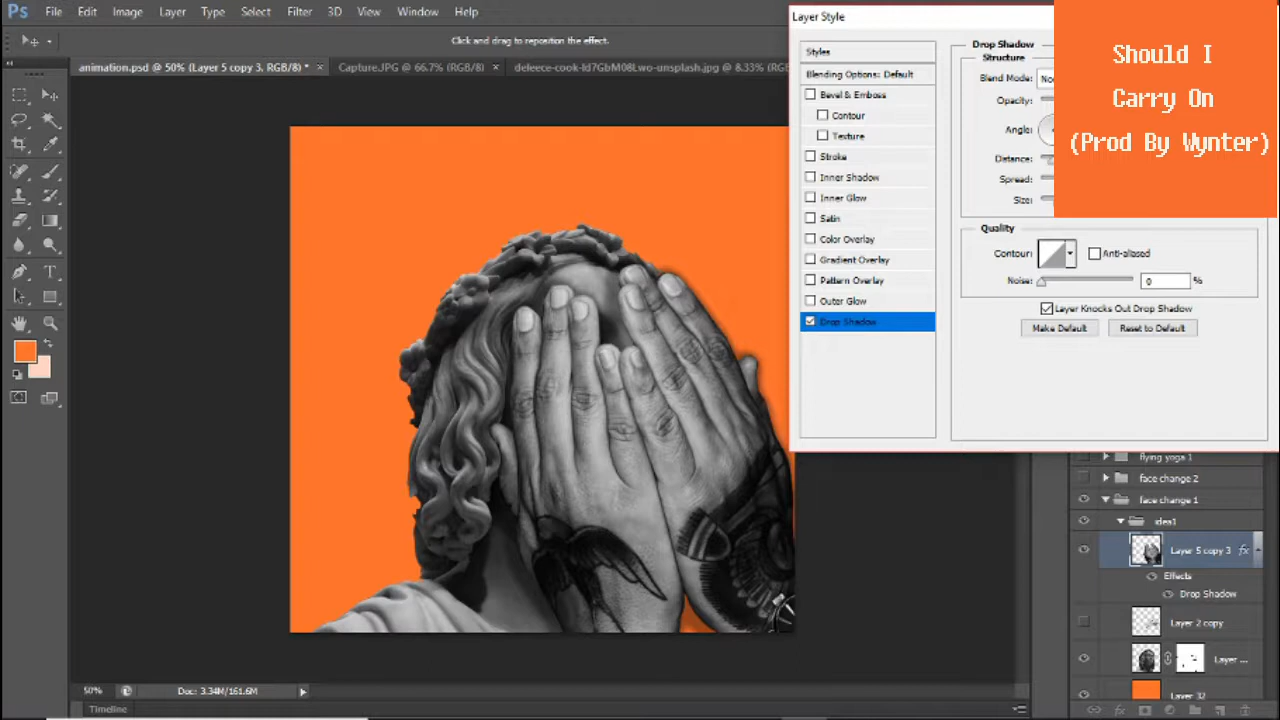 Ps File Edit Image Layer Type Select Filter 3D View Window Help
Click and drag to reposition the effect.
animation.psd @ 50% (Layer 5 copy 3, RGB/8) * ×
Capture.JPG @ 66.7% (RGB/8) ×
deleece-cook-ld7GbM08Lwo-unsplash.jpg @ 8.33% (RGB
Layer Style
Styles
Blending Options: Default
Bevel & Emboss
Contour
Texture
Stroke
Inner Shadow
Inner Glow
Satin
Color Overlay
Gradient Overlay
Pattern Overlay
Outer Glow
Drop Shadow
Drop Shadow
Structure
Blend Mode:
Opacity:
Angle:
Distance:
Spread:
Size:
Quality
Contour:
Anti-aliased
Noise: 0 %
Layer Knocks Out Drop Shadow
Make Default Reset to Default
Should I
Carry On
(Prod By Wynter)
flying yoga 1
face change 2
face change 1
idea1
Layer 5 copy 3 fx
Effects
Drop Shadow
Layer 2 copy
Layer ...
Layer 32
50%
Doc: 3.34M/161.6M
Timeline